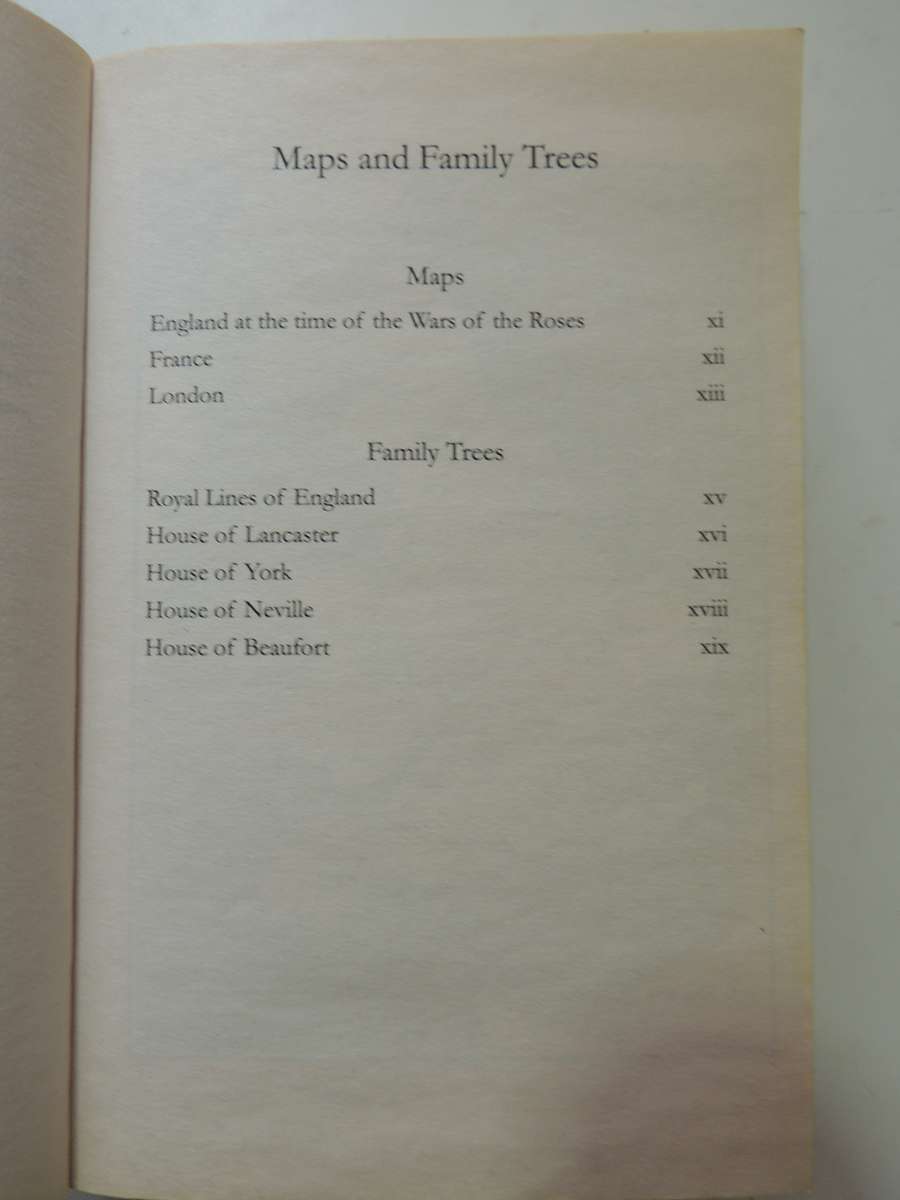 Maps and Family Trees
Maps
England at the time of the Wars of the Roses xi
France xii
London xiii
Family Trees
Royal Lines of England xv
House of Lancaster xvi
House of York xvii
House of Neville xviii
House of Beaufort xix